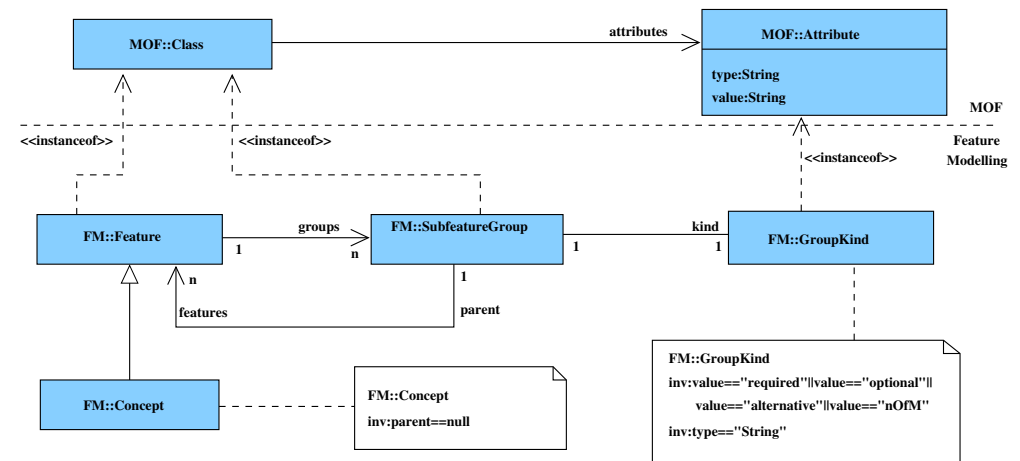 MOF::Class
attributes
MOF::Attribute
type:String
value:String
MOF
<<instanceof>>
<<instanceof>>
<<instanceof>>
Feature
Modelling
FM::Feature
groups
1
n
FM::SubfeatureGroup
kind
1
1
FM::GroupKind
n
features
1
parent
FM::Concept
FM::Concept
inv:parent==null
FM::GroupKind
inv:value=="required"||value=="optional"||
value=="alternative"||value=="nOfM"
inv:type=="String"